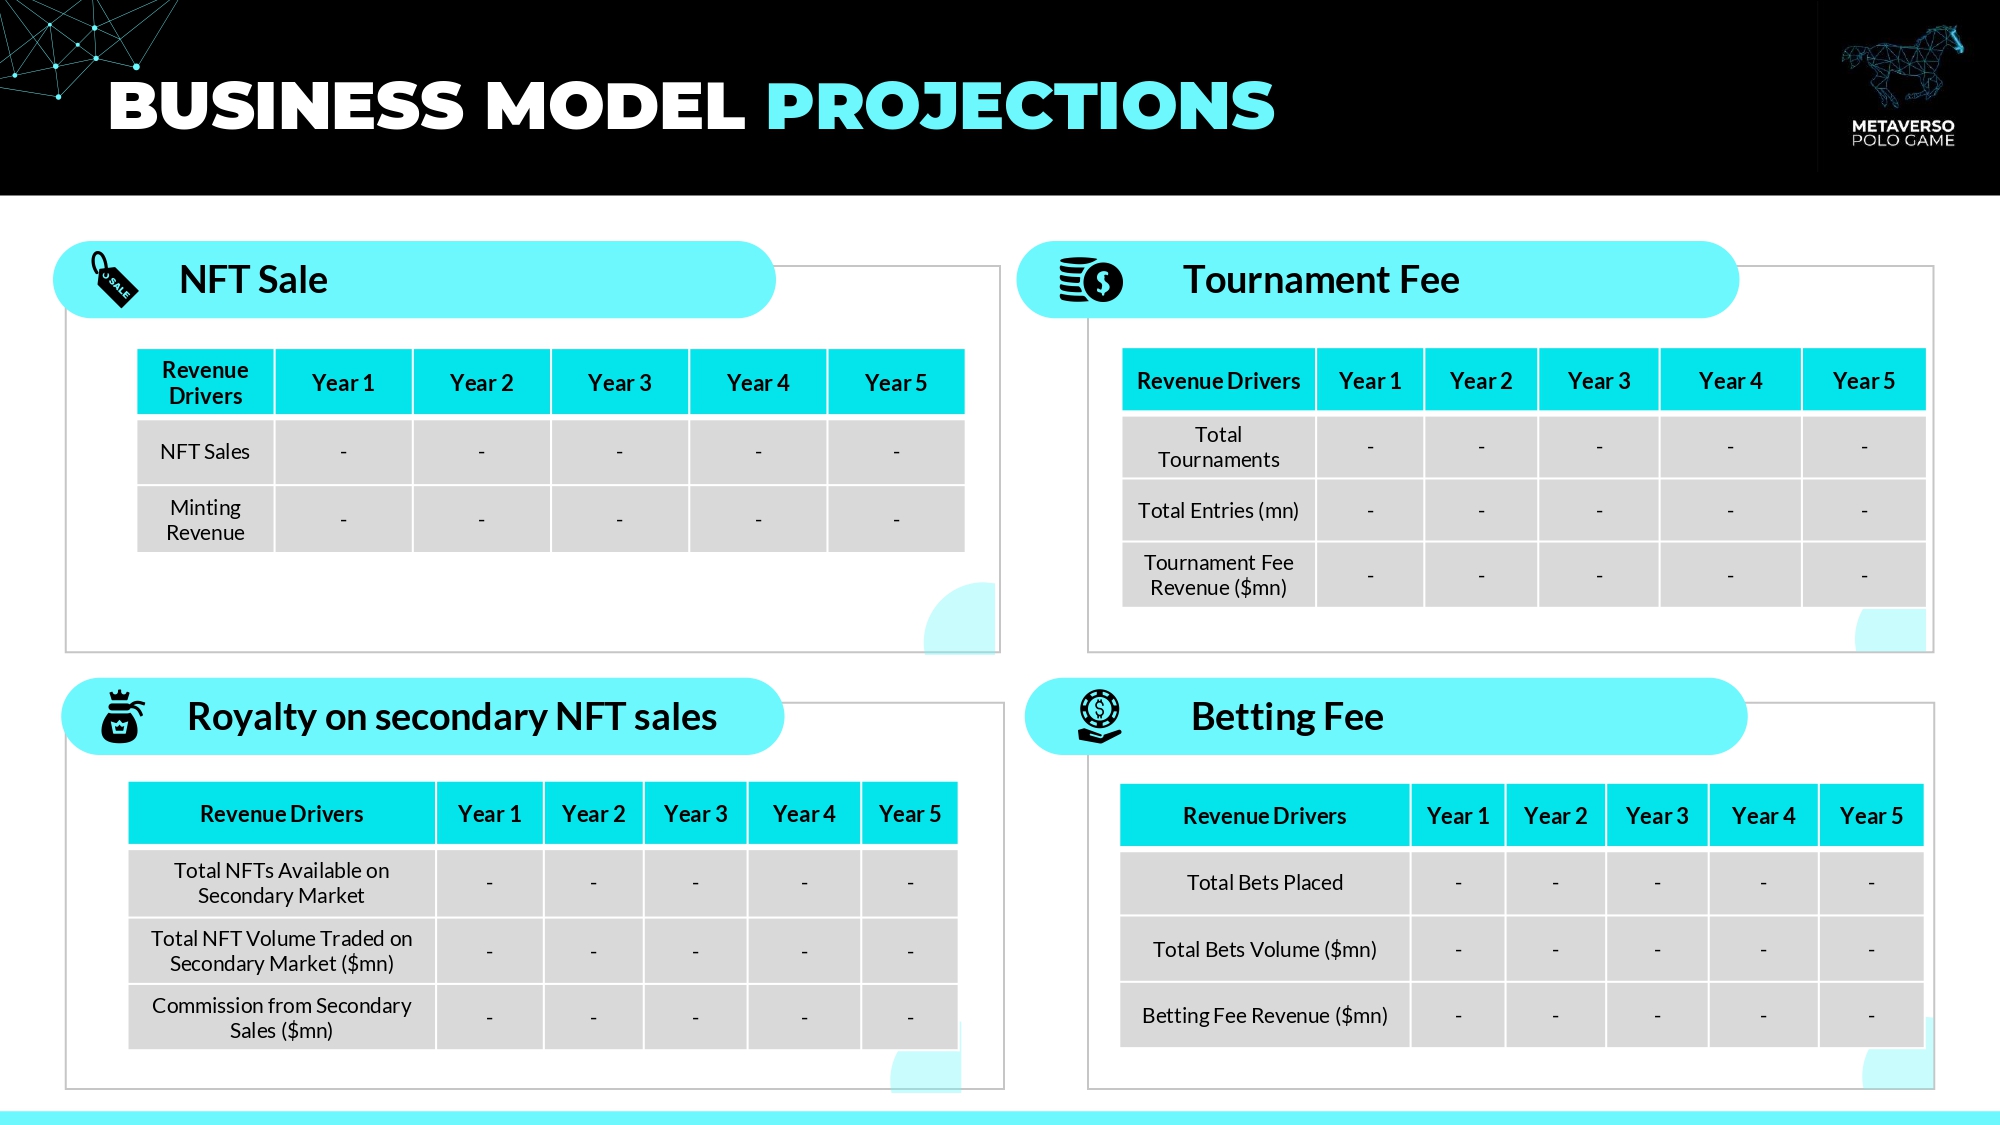 BUSINESS MODEL PROJECTIONS
METAVERSO
POLO GAME
NFT Sale
SALE
Revenue
Drivers
Year 1
Year 2
Year 3
Year 4
Year 5
NFT Sales
-
-
-
-
-
Minting
Revenue
-
-
-
-
-
Tournament Fee
$
Revenue Drivers
Year 1
Year 2
Year 3
Year 4
Year 5
Total
Tournaments
-
-
-
-
-
Total Entries (mn)
-
-
-
-
-
Tournament Fee
Revenue ($mn)
-
-
-
-
-
Royalty on secondary NFT sales
Revenue Drivers
Year 1
Year 2
Year 3
Year 4
Year 5
Total NFTs Available on
Secondary Market
-
-
-
-
-
Total NFT Volume Traded on
Secondary Market ($mn)
-
-
-
-
-
Commission from Secondary
Sales ($mn)
-
-
-
-
-
Betting Fee
$
Revenue Drivers
Year 1
Year 2
Year 3
Year 4
Year 5
Total Bets Placed
-
-
-
-
-
Total Bets Volume ($mn)
-
-
-
-
-
Betting Fee Revenue ($mn)
-
-
-
-
-